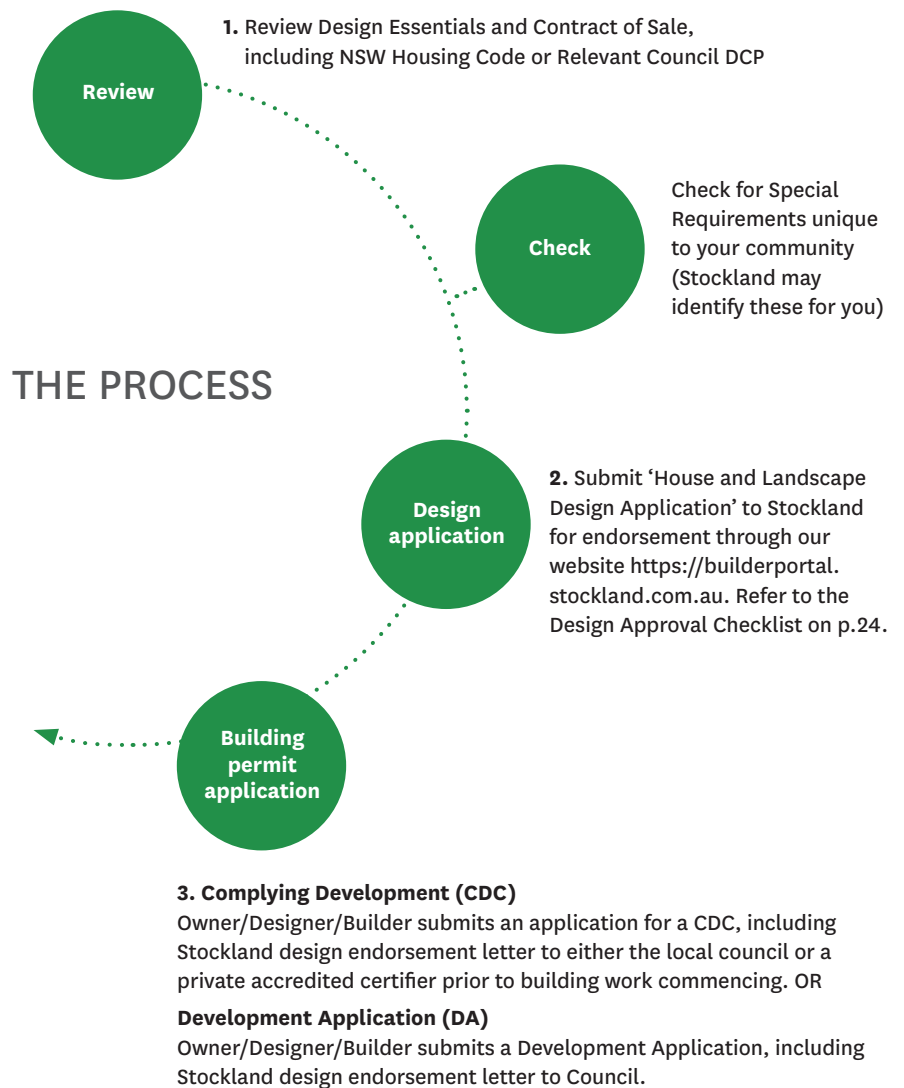 1. Review Design Essentials and Contract of Sale,
including NSW Housing Code or Relevant Council DCP
Review
Check
Check for Special
Requirements unique
to your community
(Stockland may
identify these for you)
THE PROCESS
Design
application
2. Submit ‘House and Landscape
Design Application’ to Stockland
for endorsement through our
website https://builderportal.
stockland.com.au. Refer to the
Design Approval Checklist on p.24.
Building
permit
application
3. Complying Development (CDC)
Owner/Designer/Builder submits an application for a CDC, including
Stockland design endorsement letter to either the local council or a
private accredited certifier prior to building work commencing. OR
Development Application (DA)
Owner/Designer/Builder submits a Development Application, including
Stockland design endorsement letter to Council.